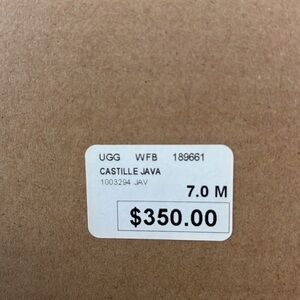 UGG WFB 189661
CASTILLE JAVA
1003294 JAV
7.0 M
$350.00